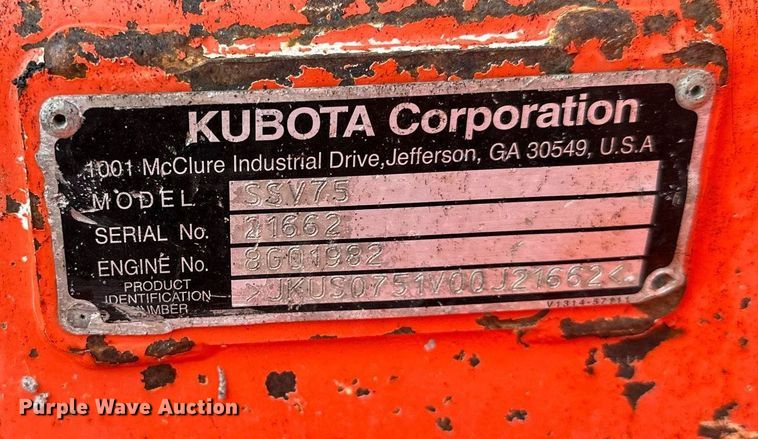 KUBOTA Corporation
1001 McClure Industrial Drive, Jefferson, GA 30549, U.S.A
MODEL SSV75
SERIAL No. 21662
ENGINE No. 8G01982
PRODUCT IDENTIFICATION NUMBER >JKUS0751V00J21662<
V1314-57111
Purple Wave Auction